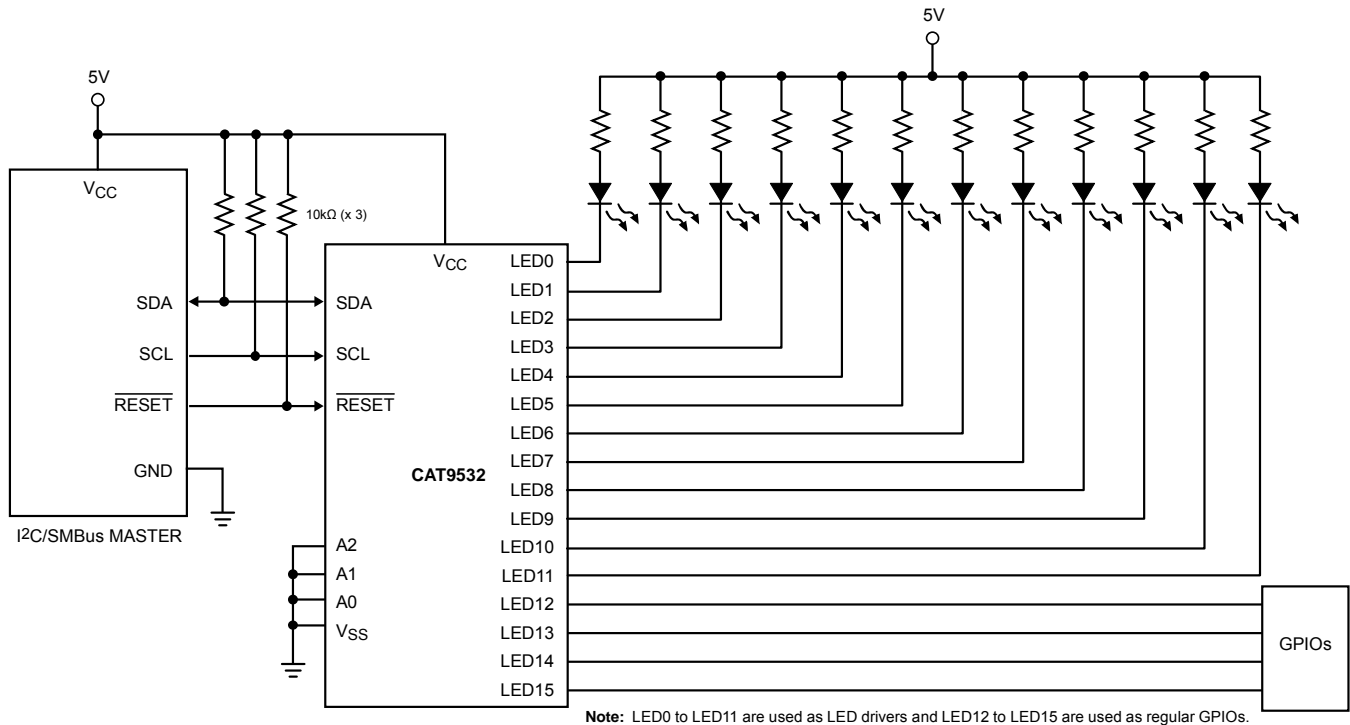 5V
5V
VCC
10kΩ (x 3)
SDA
SCL
RESET
GND
I2C/SMBus MASTER
VCC
SDA
SCL
RESET
CAT9532
A2
A1
A0
VSS
LED0
LED1
LED2
LED3
LED4
LED5
LED6
LED7
LED8
LED9
LED10
LED11
LED12
LED13
LED14
LED15
GPIOs
Note: LED0 to LED11 are used as LED drivers and LED12 to LED15 are used as regular GPIOs.